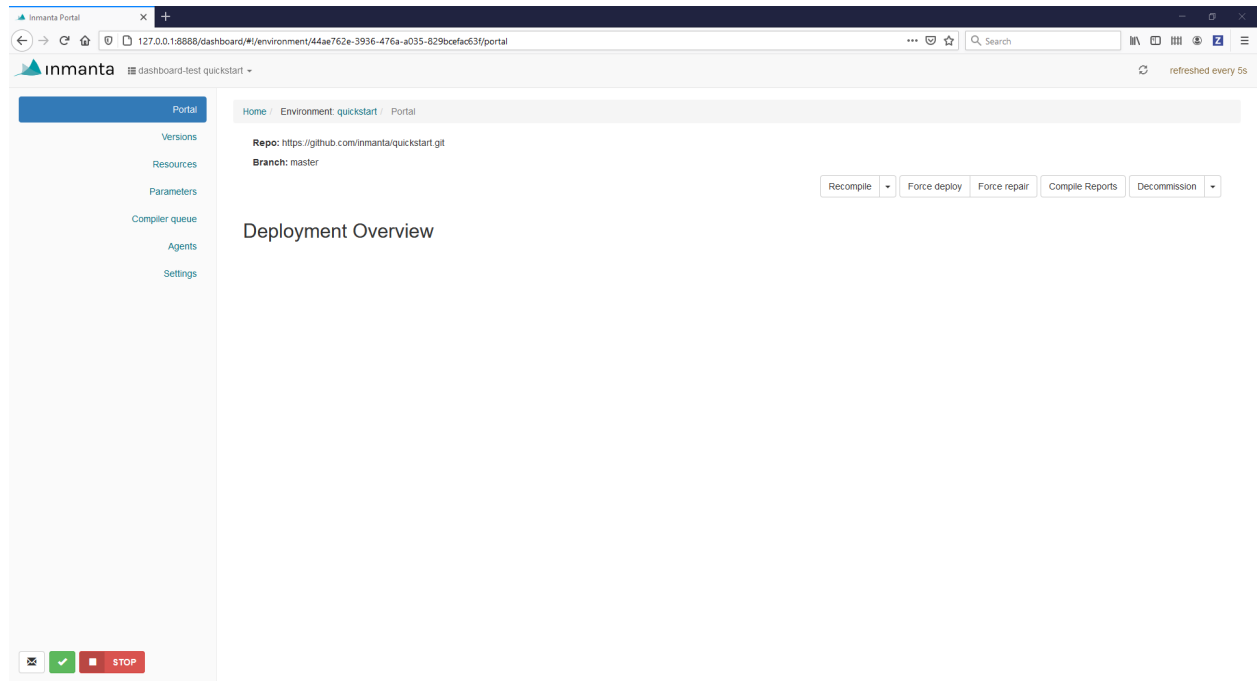 Inmanta Portal
127.0.0.1:8888/dashboard/#!/environment/44ae762e-3936-476a-a035-829bcefac63f/portal
Search
Z
inmanta
dashboard-test quickstart
refreshed every 5s
Portal
Versions
Resources
Parameters
Compiler queue
Agents
Settings
Home / Environment: quickstart / Portal
Repo: https://github.com/inmanta/quickstart.git
Branch: master
Recompile
Force deploy
Force repair
Compile Reports
Decommission
Deployment Overview
STOP